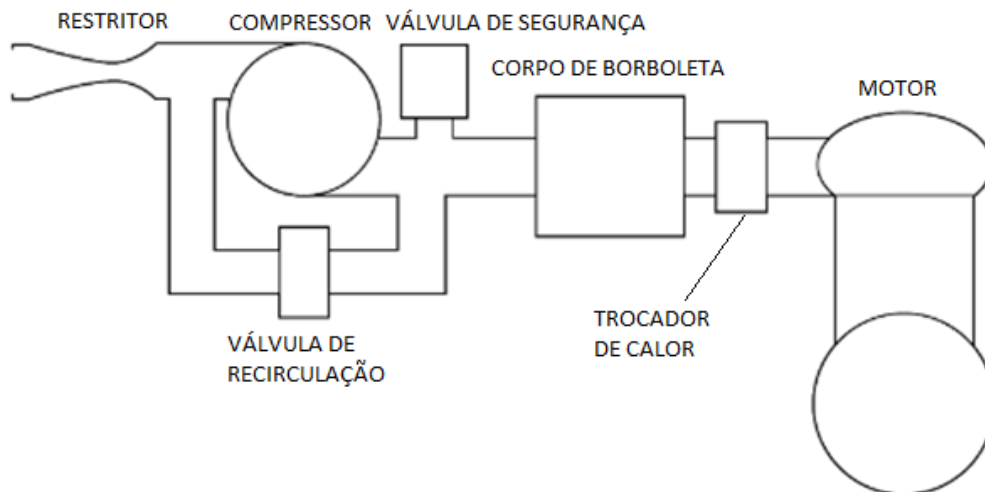 RESTRITOR
COMPRESSOR
VÁLVULA DE SEGURANÇA
CORPO DE BORBOLETA
MOTOR
VÁLVULA DE
RECIRCULAÇÃO
TROCADOR
DE CALOR